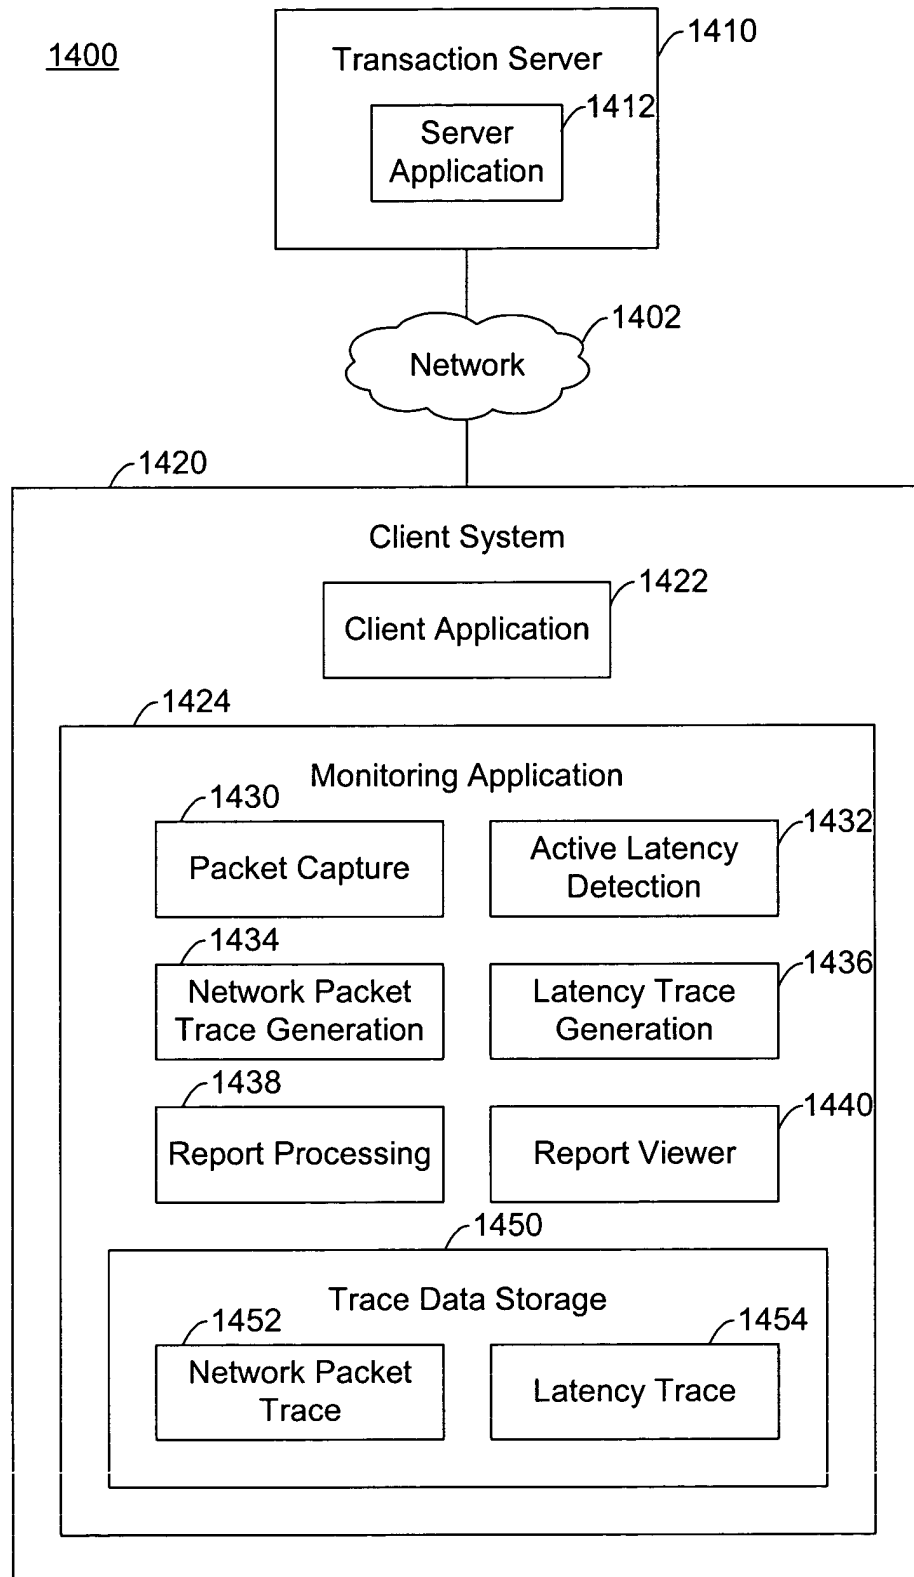 1400
1410
Transaction Server
1412
Server
Application
1402
Network
1420
Client System
1422
Client Application
1424
Monitoring Application
1430
Packet Capture
1432
Active Latency
Detection
1434
Network Packet
Trace Generation
1436
Latency Trace
Generation
1438
Report Processing
1440
Report Viewer
1450
Trace Data Storage
1452
Network Packet
Trace
1454
Latency Trace